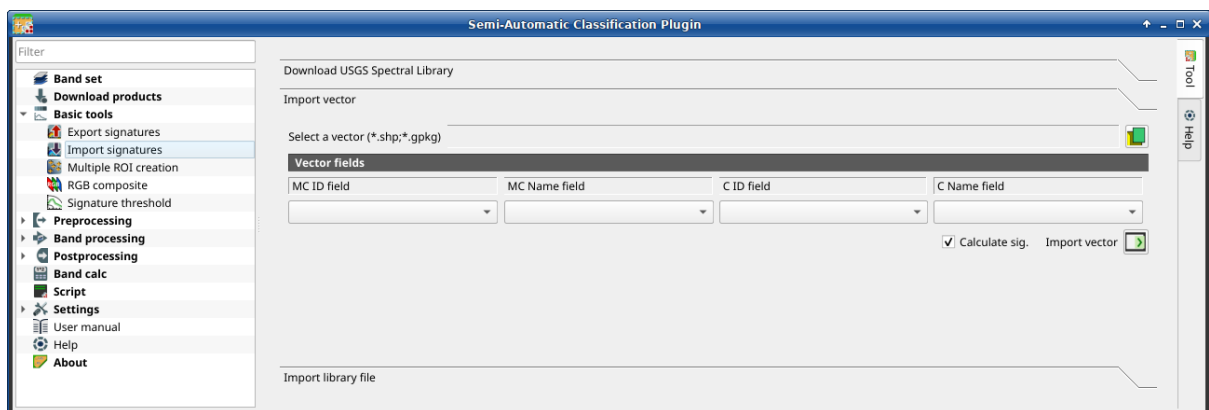 Semi-Automatic Classification Plugin
Filter
Band set
Download products
Basic tools
Export signatures
Import signatures
Multiple ROI creation
RGB composite
Signature threshold
Preprocessing
Band processing
Postprocessing
Band calc
Script
Settings
User manual
Help
About
Download USGS Spectral Library
Import vector
Select a vector (*.shp;*.gpkg)
Vector fields
MC ID field MC Name field C ID field C Name field
Calculate sig. Import vector
Import library file
Tool
Help